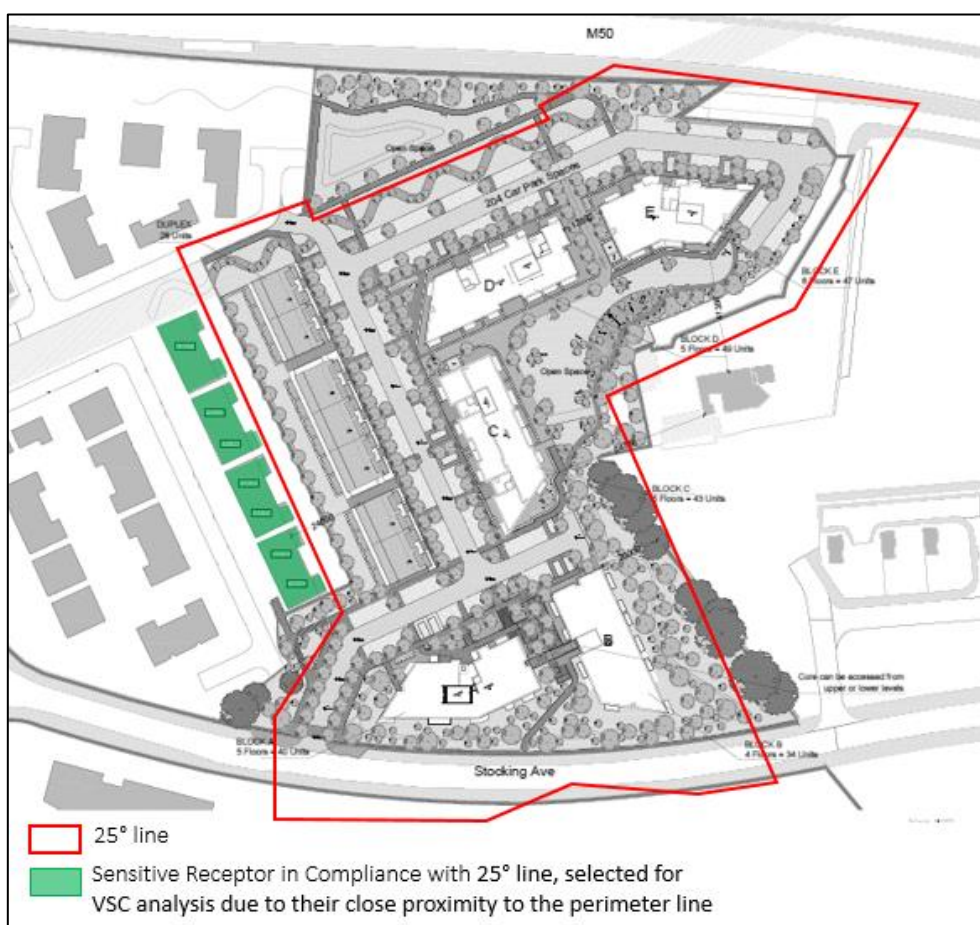 M50
Open Space
204 Car Park Spaces
DUPLEX
28 Units
E
D
BLOCK E
6 Floors = 47 Units
BLOCK D
5 Floors = 49 Units
Open Space
C
BLOCK C
5 Floors = 43 Units
B
A
Core can be accessed from
upper or lower levels
BLOCK A
5 Floors = 40 Units
BLOCK B
4 Floors = 34 Units
Stocking Ave
25° line
Sensitive Receptor in Compliance with 25° line, selected for
VSC analysis due to their close proximity to the perimeter line